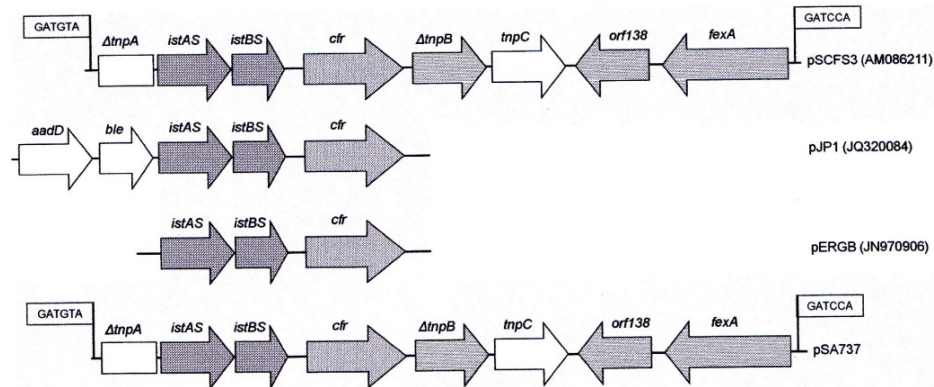 GATGTA GATCCA
ΔtnpA istAS istBS cfr ΔtnpB tnpC orf138 fexA
pSCFS3 (AM086211)
aadD ble istAS istBS cfr
pJP1 (JQ320084)
istAS istBS cfr
pERGB (JN970906)
GATGTA GATCCA
ΔtnpA istAS istBS cfr ΔtnpB tnpC orf138 fexA
pSA737